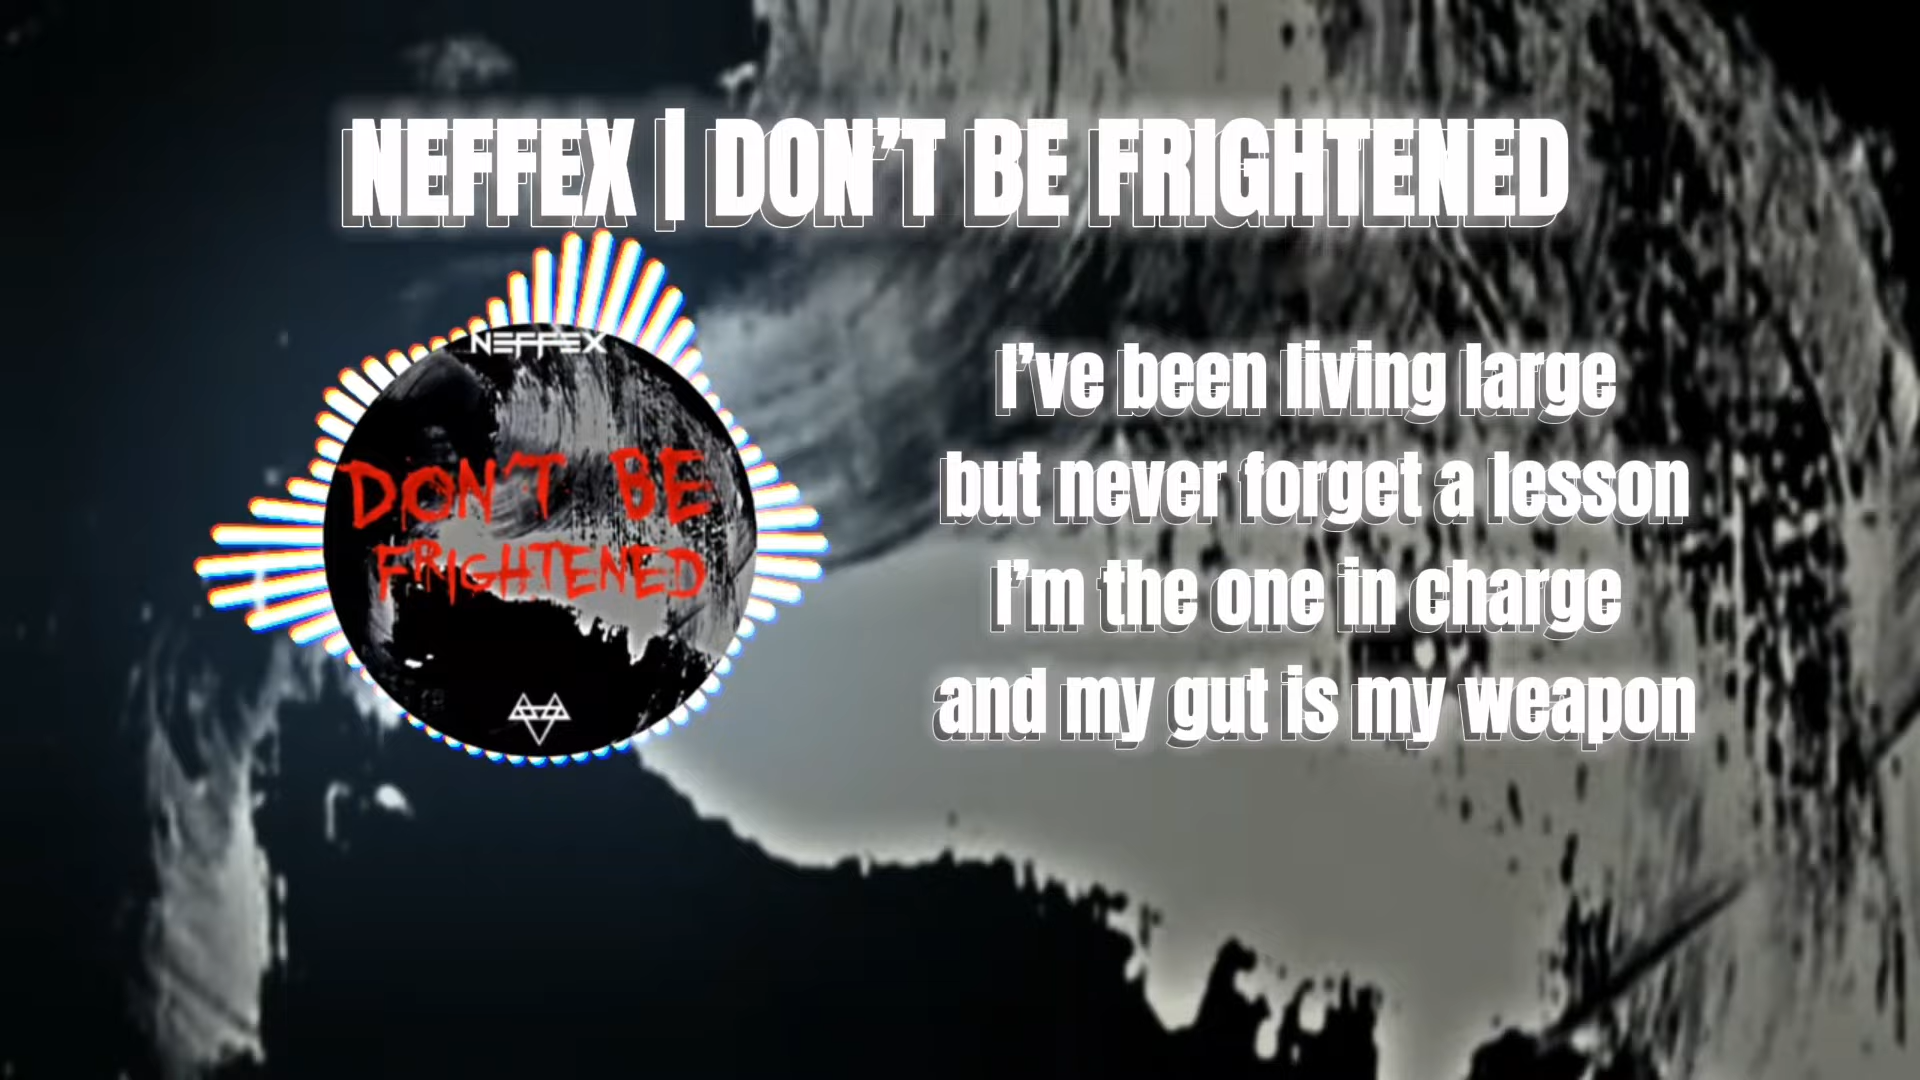 NEFFEX | DON'T BE FRIGHTENED
NEFFEX
DON'T BE
FRIGHTENED
I've been living large
but never forget a lesson
I'm the one in charge
and my gut is my weapon